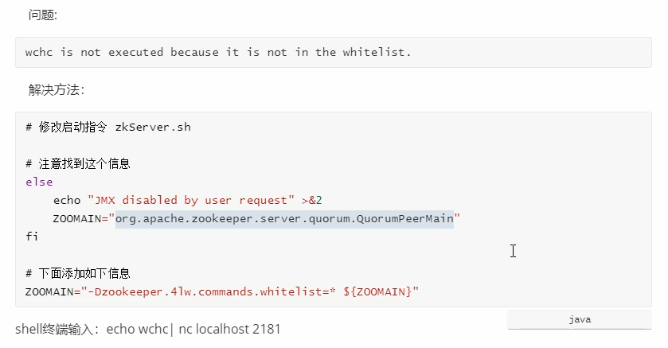 问题:
wchc is not executed because it is not in the whitelist.
解决方法:
# 修改启动指令 zkServer.sh
# 注意找到这个信息
else
    echo "JMX disabled by user request" >&2
    ZOOMAIN="org.apache.zookeeper.server.quorum.QuorumPeerMain"
fi
# 下面添加如下信息
ZOOMAIN="-Dzookeeper.4lw.commands.whitelist=* ${ZOOMAIN}"
java
shell终端输入：echo wchc| nc localhost 2181